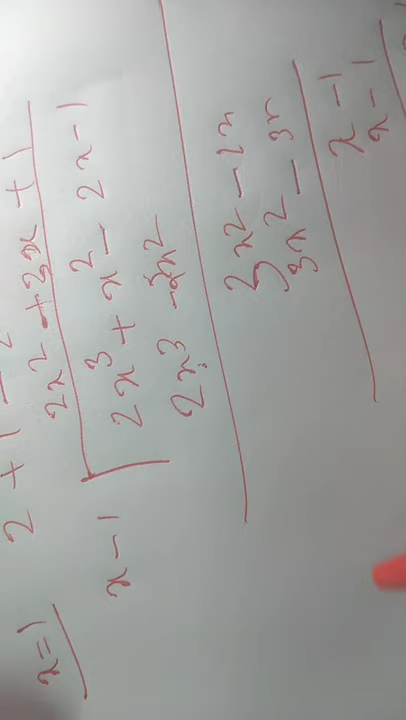 2 + 1 - 2
x = 1
2x² + 3x + 1
x - 1 2x³ + x² - 2x - 1
2x³ - 2x²
3x² - 2x
3x² - 3x
x - 1
x - 1